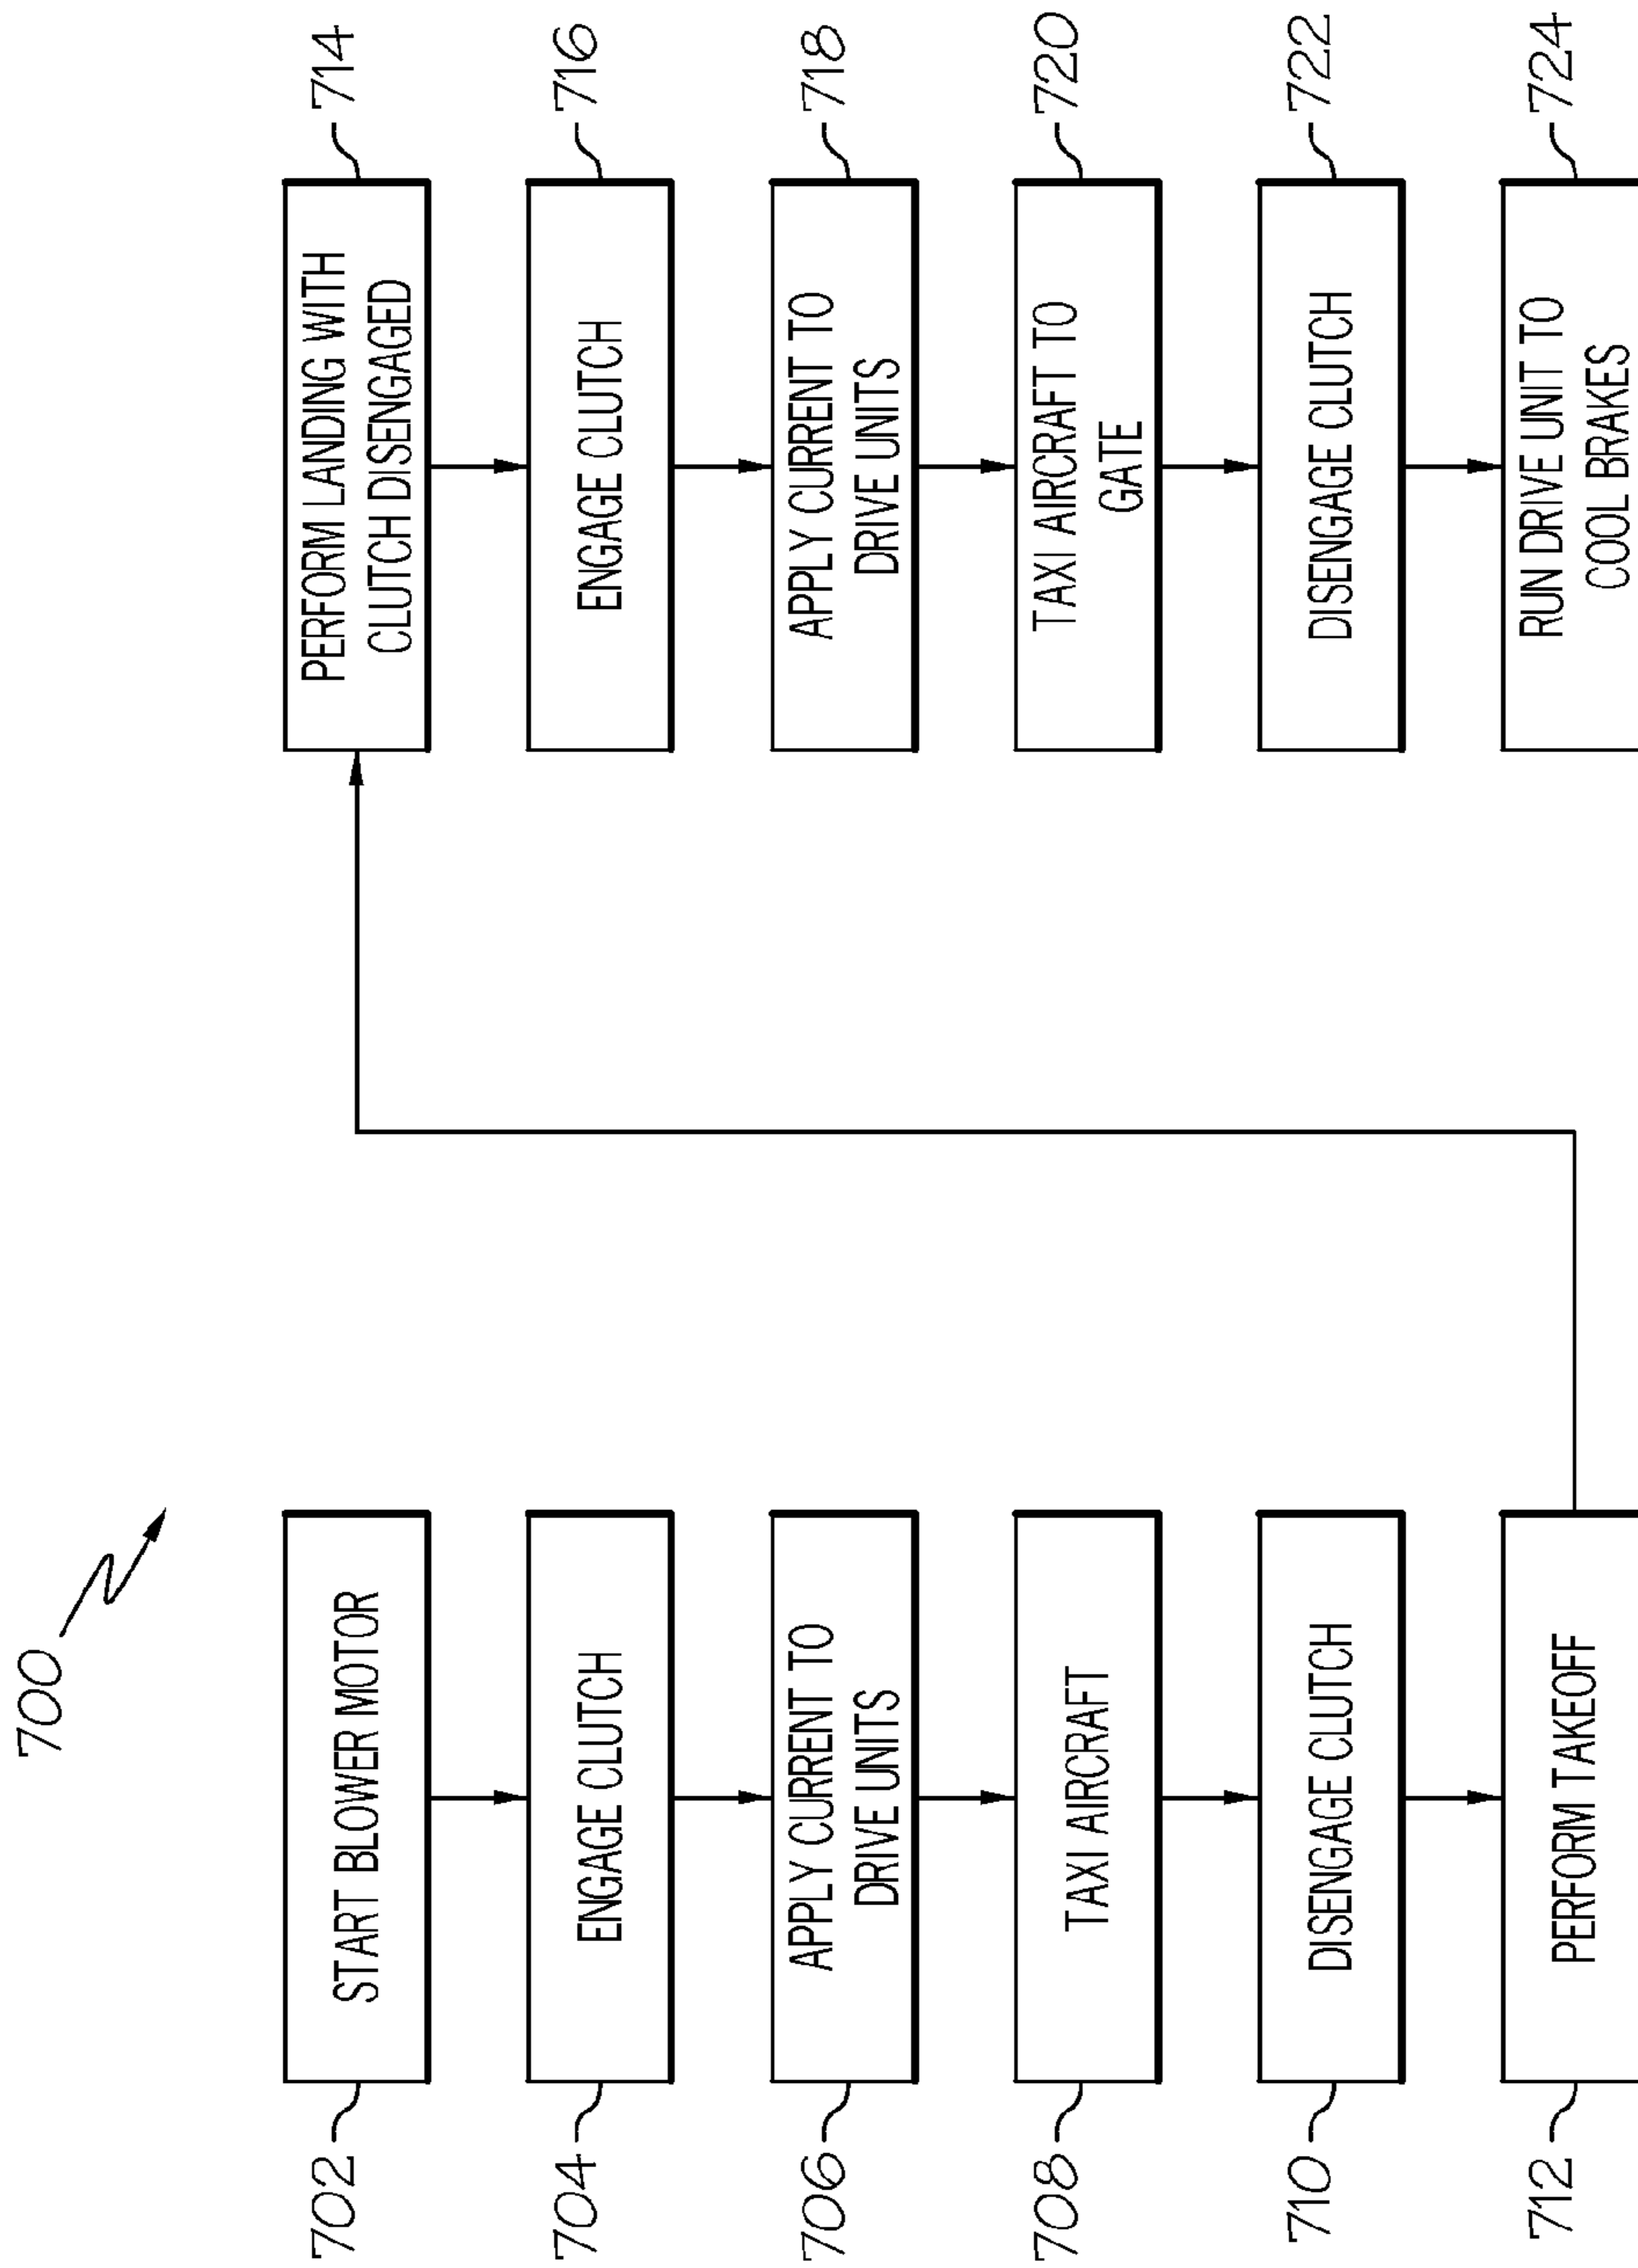 700
702
START BLOWER MOTOR
704
ENGAGE CLUTCH
706
APPLY CURRENT TO
DRIVE UNITS
708
TAXI AIRCRAFT
710
DISENGAGE CLUTCH
712
PERFORM TAKEOFF
714
PERFORM LANDING WITH
CLUTCH DISENGAGED
716
ENGAGE CLUTCH
718
APPLY CURRENT TO
DRIVE UNITS
720
TAXI AIRCRAFT TO
GATE
722
DISENGAGE CLUTCH
724
RUN DRIVE UNIT TO
COOL BRAKES